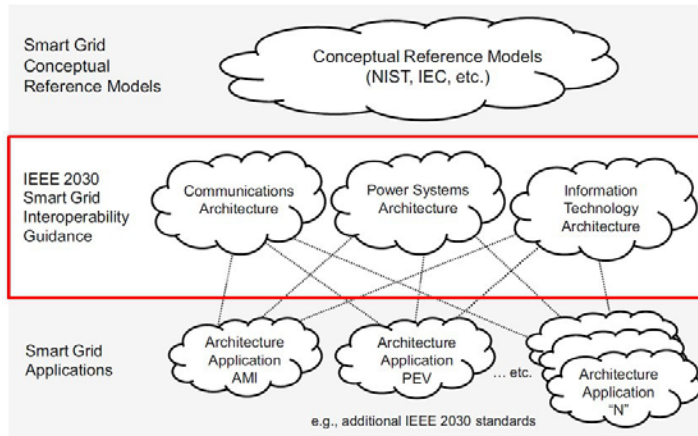 Smart Grid
Conceptual
Reference Models
Conceptual Reference Models
(NIST, IEC, etc.)
IEEE 2030
Smart Grid
Interoperability
Guidance
Communications
Architecture
Power Systems
Architecture
Information
Technology
Architecture
Smart Grid
Applications
Architecture
Application
AMI
Architecture
Application
PEV
... etc.
Architecture
Application
"N"
e.g., additional IEEE 2030 standards